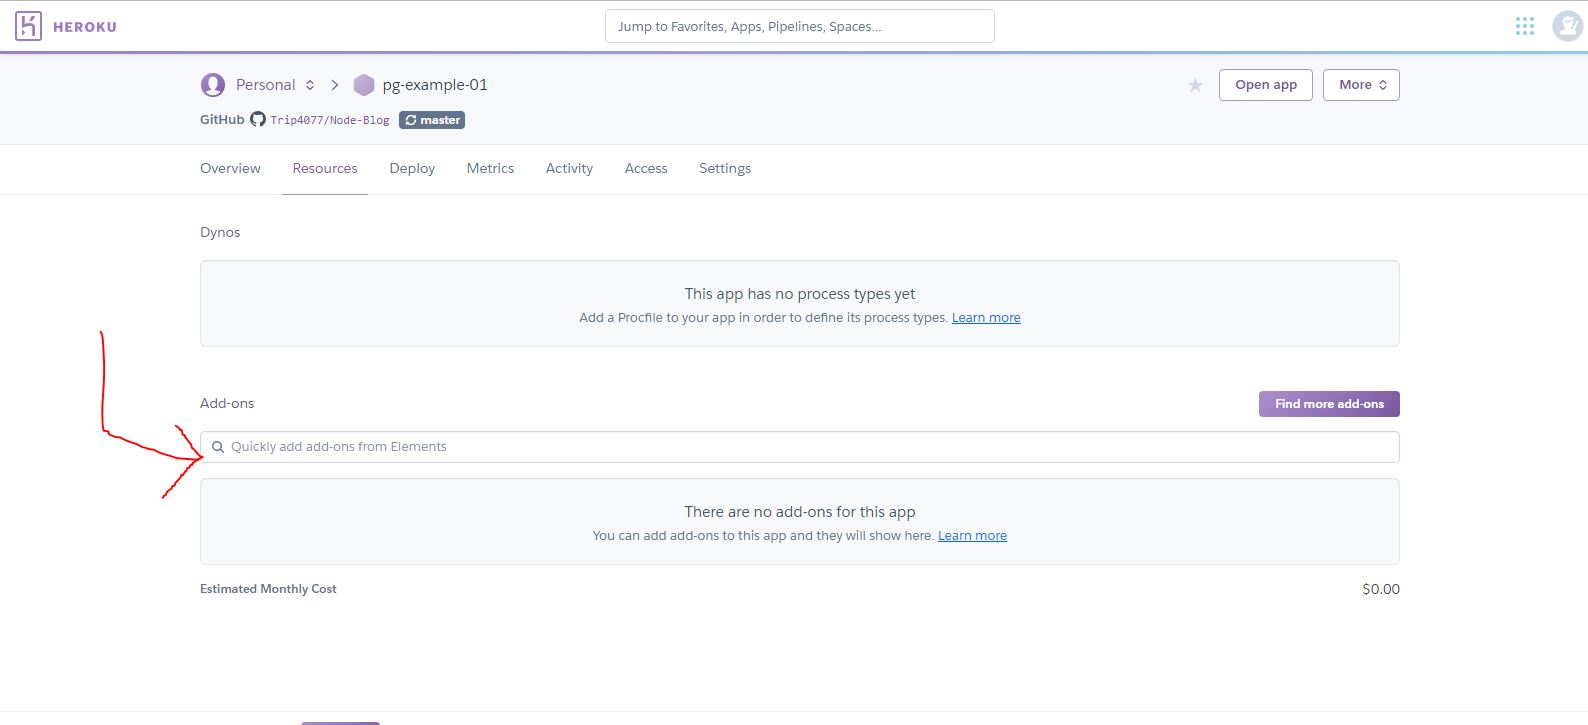 HEROKU
Jump to Favorites, Apps, Pipelines, Spaces...
Personal pg-example-01
Open app More
GitHub Trip4077/Node-Blog master
Overview Resources Deploy Metrics Activity Access Settings
Dynos
This app has no process types yet
Add a Procfile to your app in order to define its process types. Learn more
Add-ons
Find more add-ons
Quickly add add-ons from Elements
There are no add-ons for this app
You can add add-ons to this app and they will show here. Learn more
Estimated Monthly Cost $0.00